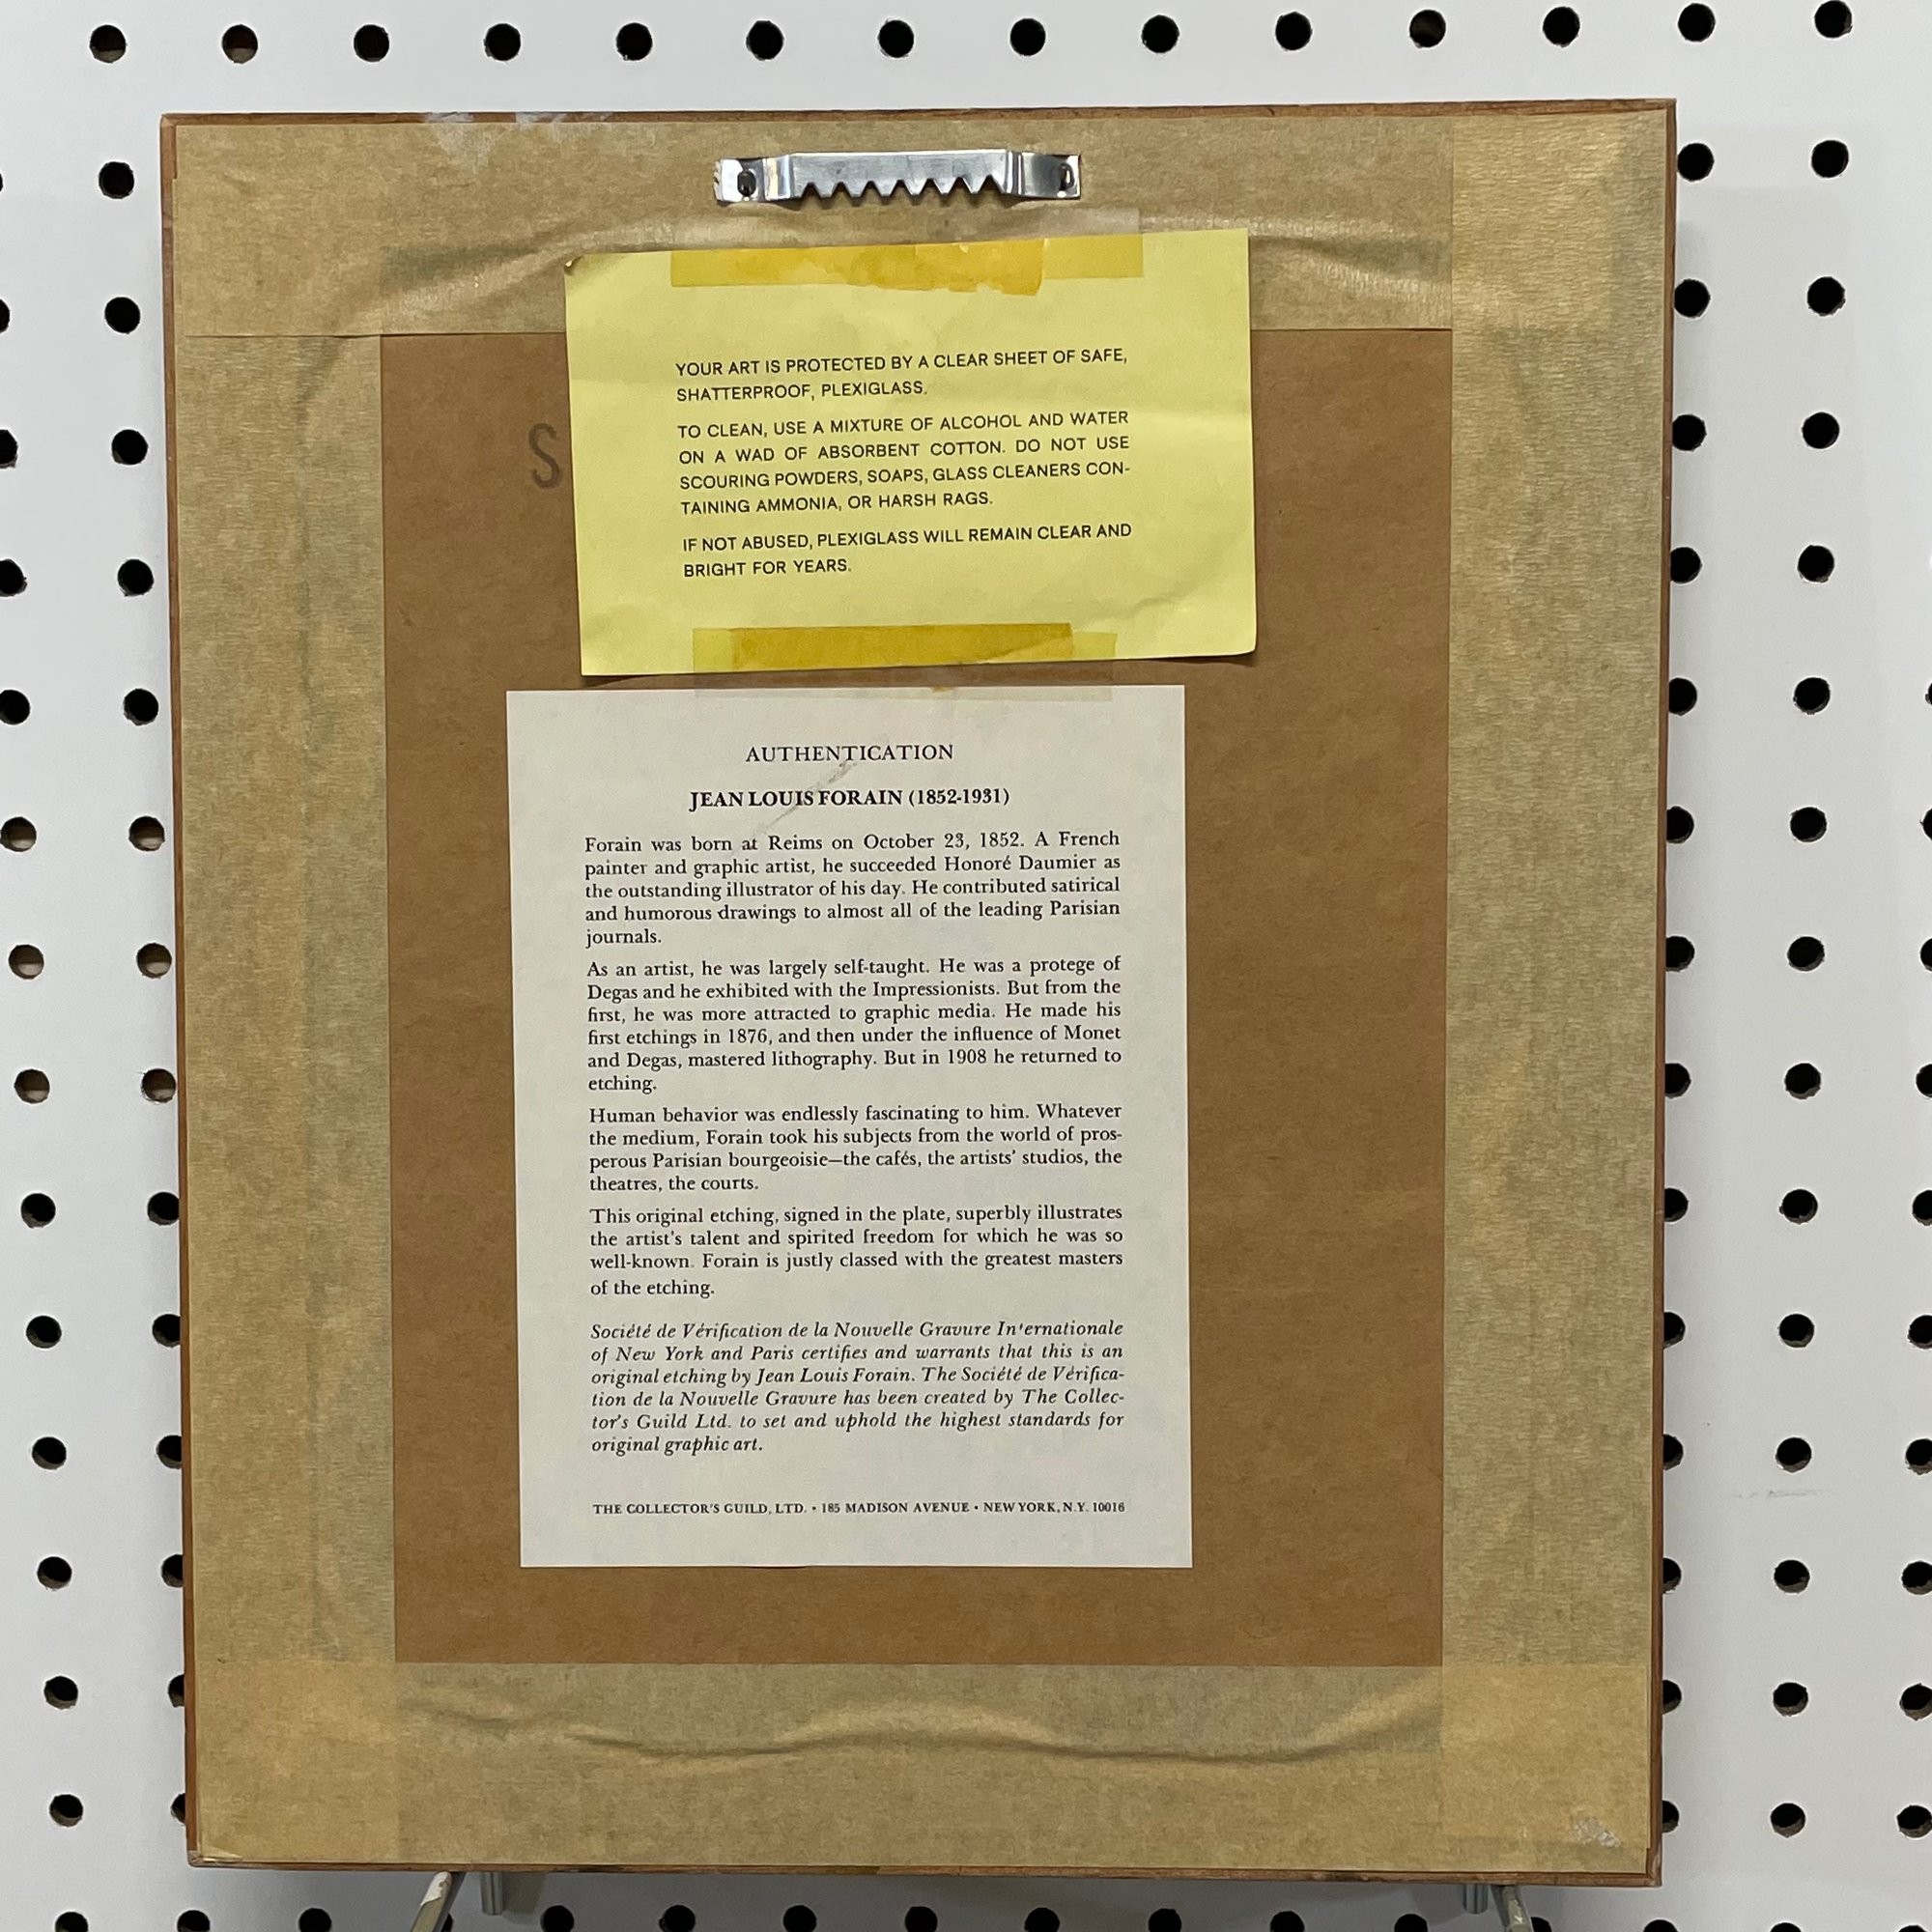 YOUR ART IS PROTECTED BY A CLEAR SHEET OF SAFE,
SHATTERPROOF, PLEXIGLASS.
TO CLEAN, USE A MIXTURE OF ALCOHOL AND WATER
ON A WAD OF ABSORBENT COTTON. DO NOT USE
SCOURING POWDERS, SOAPS, GLASS CLEANERS CON-
TAINING AMMONIA, OR HARSH RAGS.
IF NOT ABUSED, PLEXIGLASS WILL REMAIN CLEAR AND
BRIGHT FOR YEARS.
S
AUTHENTICATION
JEAN LOUIS FORAIN (1852-1931)
Forain was born at Reims on October 23, 1852. A French
painter and graphic artist, he succeeded Honoré Daumier as
the outstanding illustrator of his day. He contributed satirical
and humorous drawings to almost all of the leading Parisian
journals.
As an artist, he was largely self-taught. He was a protege of
Degas and he exhibited with the Impressionists. But from the
first, he was more attracted to graphic media. He made his
first etchings in 1876, and then under the influence of Monet
and Degas, mastered lithography. But in 1908 he returned to
etching.
Human behavior was endlessly fascinating to him. Whatever
the medium, Forain took his subjects from the world of pros-
perous Parisian bourgeoisie—the cafés, the artists' studios, the
theatres, the courts.
This original etching, signed in the plate, superbly illustrates
the artist's talent and spirited freedom for which he was so
well-known. Forain is justly classed with the greatest masters
of the etching.
Société de Vérification de la Nouvelle Gravure In'ernationale
of New York and Paris certifies and warrants that this is an
original etching by Jean Louis Forain. The Société de Vérifica-
tion de la Nouvelle Gravure has been created by The Collec-
tor's Guild Ltd. to set and uphold the highest standards for
original graphic art.
THE COLLECTOR'S GUILD, LTD. • 185 MADISON AVENUE • NEW YORK, N.Y. 10016